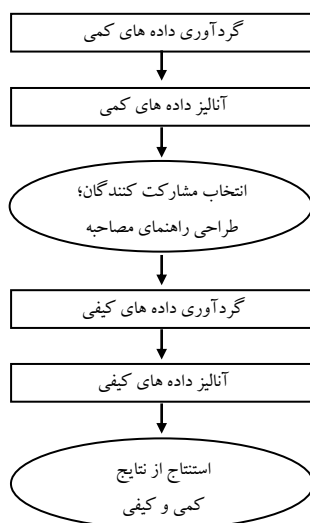 گردآوری داده های کمی
آنالیز داده های کمی
انتخاب مشارکت کنندگان؛
طراحی راهنمای مصاحبه
گردآوری داده های کیفی
آنالیز داده های کیفی
استنتاج از نتایج
کمی و کیفی